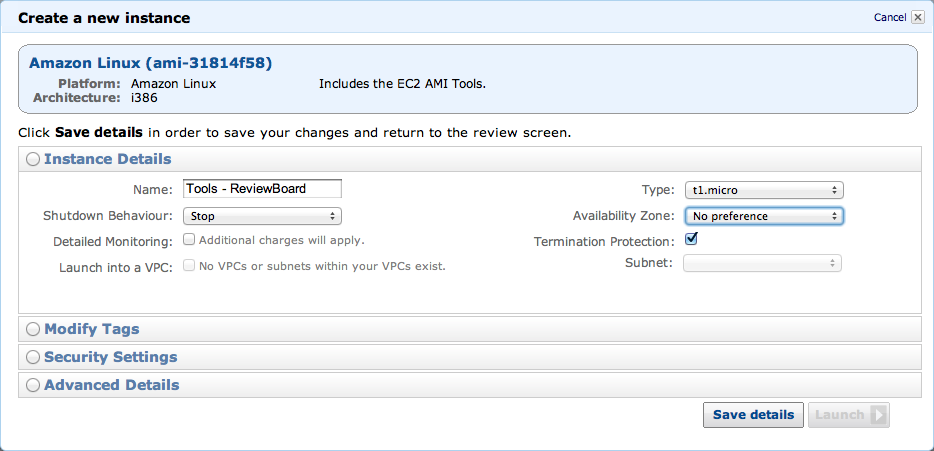 Create a new instance
Cancel
Amazon Linux (ami-31814f58)
Platform: Amazon Linux Includes the EC2 AMI Tools.
Architecture: i386
Click Save details in order to save your changes and return to the review screen.
Instance Details
Name: Tools - ReviewBoard Type: t1.micro
Shutdown Behaviour: Stop Availability Zone: No preference
Detailed Monitoring: Additional charges will apply. Termination Protection:
Launch into a VPC: No VPCs or subnets within your VPCs exist. Subnet:
Modify Tags
Security Settings
Advanced Details
Save details Launch